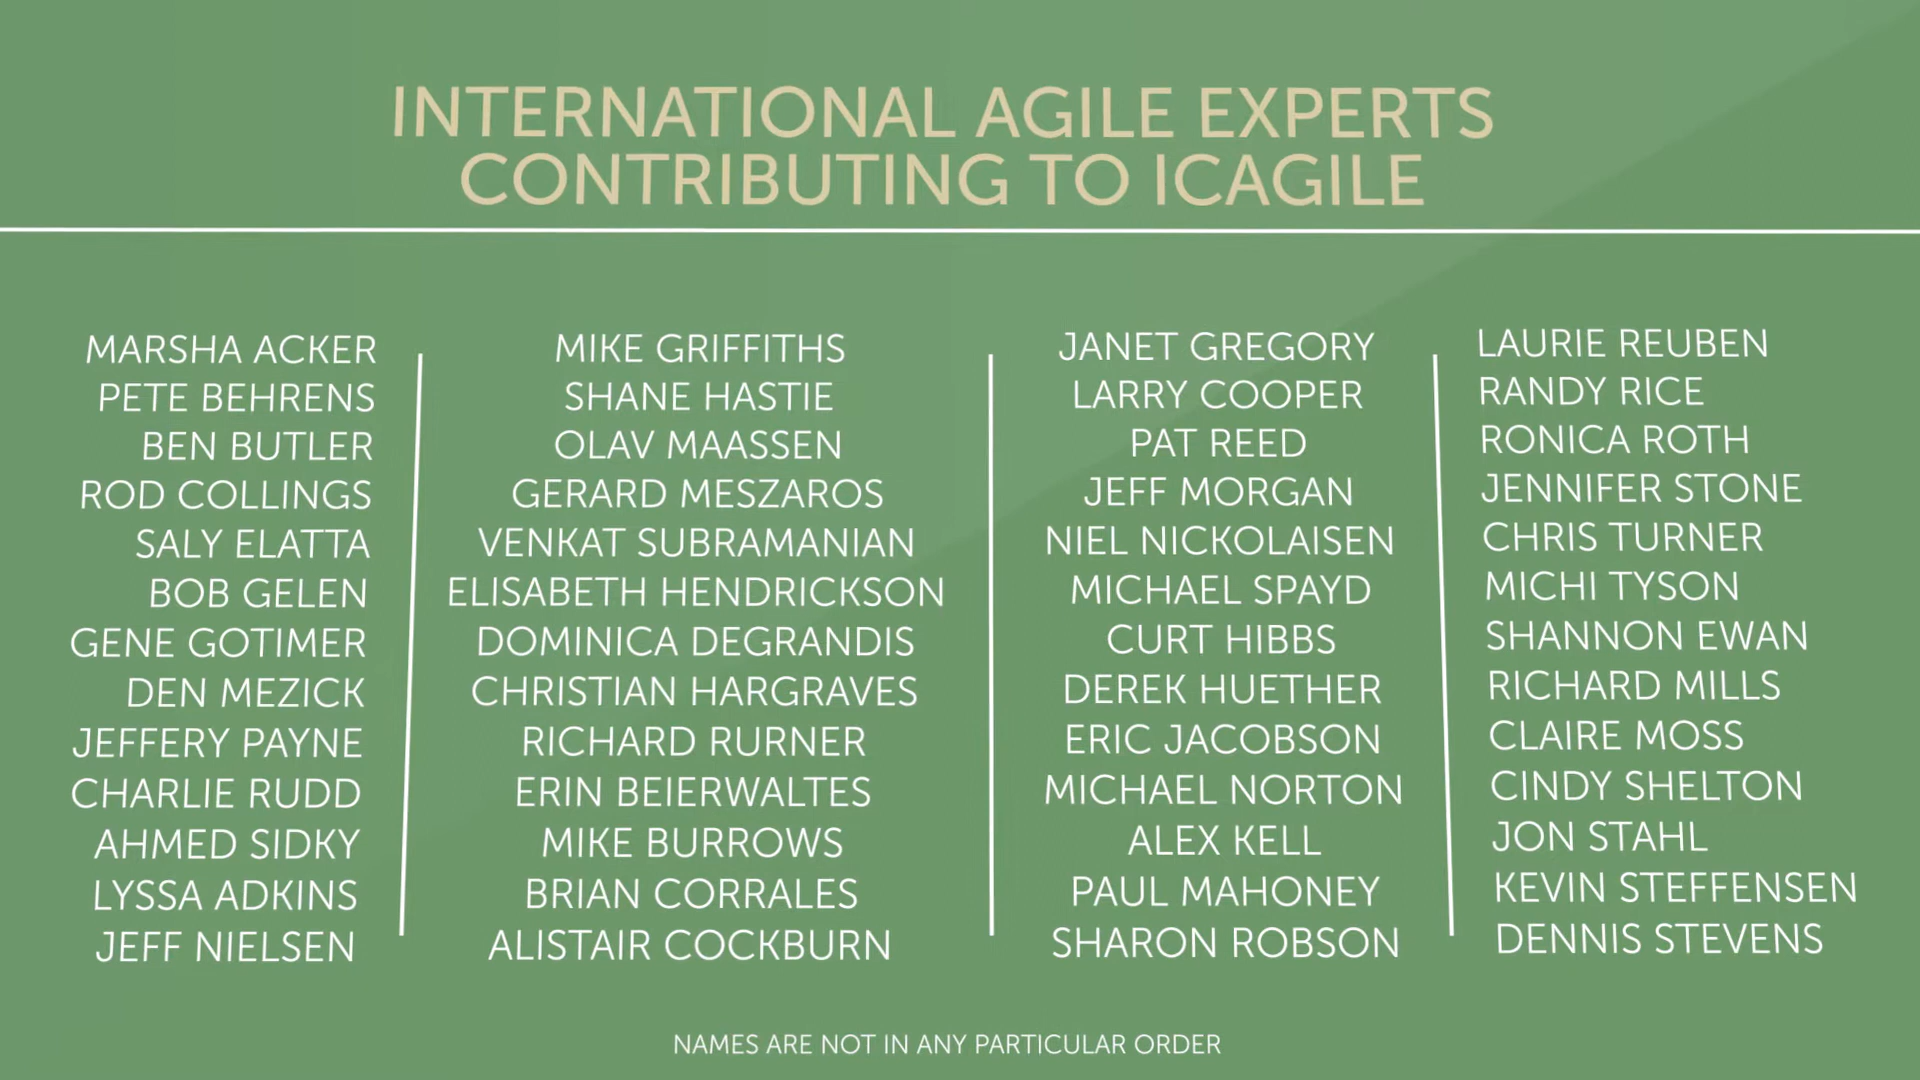 INTERNATIONAL AGILE EXPERTS
CONTRIBUTING TO ICAGILE
MARSHA ACKER
PETE BEHRENS
BEN BUTLER
ROD COLLINGS
SALY ELATTA
BOB GELEN
GENE GOTIMER
DEN MEZICK
JEFFERY PAYNE
CHARLIE RUDD
AHMED SIDKY
LYSSA ADKINS
JEFF NIELSEN
MIKE GRIFFITHS
SHANE HASTIE
OLAV MAASSEN
GERARD MESZAROS
VENKAT SUBRAMANIAN
ELISABETH HENDRICKSON
DOMINICA DEGRANDIS
CHRISTIAN HARGRAVES
RICHARD RURNER
ERIN BEIERWALTES
MIKE BURROWS
BRIAN CORRALES
ALISTAIR COCKBURN
JANET GREGORY
LARRY COOPER
PAT REED
JEFF MORGAN
NIEL NICKOLAISEN
MICHAEL SPAYD
CURT HIBBS
DEREK HUETHER
ERIC JACOBSON
MICHAEL NORTON
ALEX KELL
PAUL MAHONEY
SHARON ROBSON
LAURIE REUBEN
RANDY RICE
RONICA ROTH
JENNIFER STONE
CHRIS TURNER
MICHI TYSON
SHANNON EWAN
RICHARD MILLS
CLAIRE MOSS
CINDY SHELTON
JON STAHL
KEVIN STEFFENSEN
DENNIS STEVENS
NAMES ARE NOT IN ANY PARTICULAR ORDER